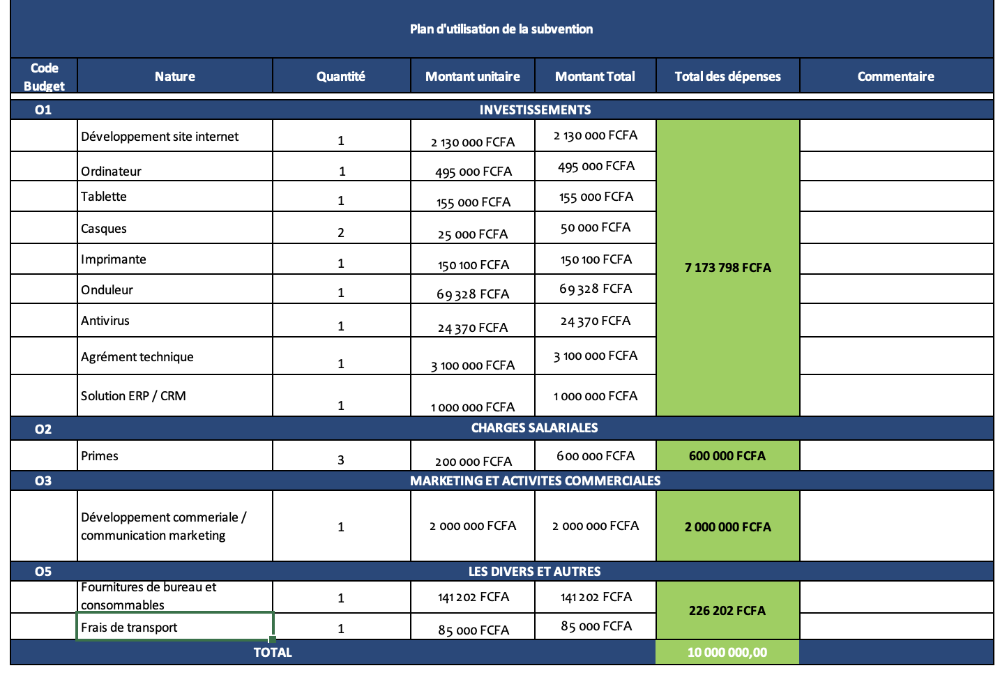 Plan d'utilisation de la subvention
Code Budget Nature Quantité Montant unitaire Montant Total Total des dépenses Commentaire
O1 INVESTISSEMENTS
Développement site internet 1 2 130 000 FCFA 2 130 000 FCFA
Ordinateur 1 495 000 FCFA 495 000 FCFA
Tablette 1 155 000 FCFA 155 000 FCFA
Casques 2 25 000 FCFA 50 000 FCFA
Imprimante 1 150 100 FCFA 150 100 FCFA
7 173 798 FCFA
Onduleur 1 69 328 FCFA 69 328 FCFA
Antivirus 1 24 370 FCFA 24 370 FCFA
Agrément technique 1 3 100 000 FCFA 3 100 000 FCFA
Solution ERP / CRM 1 1 000 000 FCFA 1 000 000 FCFA
O2 CHARGES SALARIALES
Primes 3 200 000 FCFA 600 000 FCFA 600 000 FCFA
O3 MARKETING ET ACTIVITES COMMERCIALES
Développement commeriale /
communication marketing 1 2 000 000 FCFA 2 000 000 FCFA 2 000 000 FCFA
O5 LES DIVERS ET AUTRES
Fournitures de bureau et
consommables 1 141 202 FCFA 141 202 FCFA
226 202 FCFA
Frais de transport 1 85 000 FCFA 85 000 FCFA
TOTAL 10 000 000,00